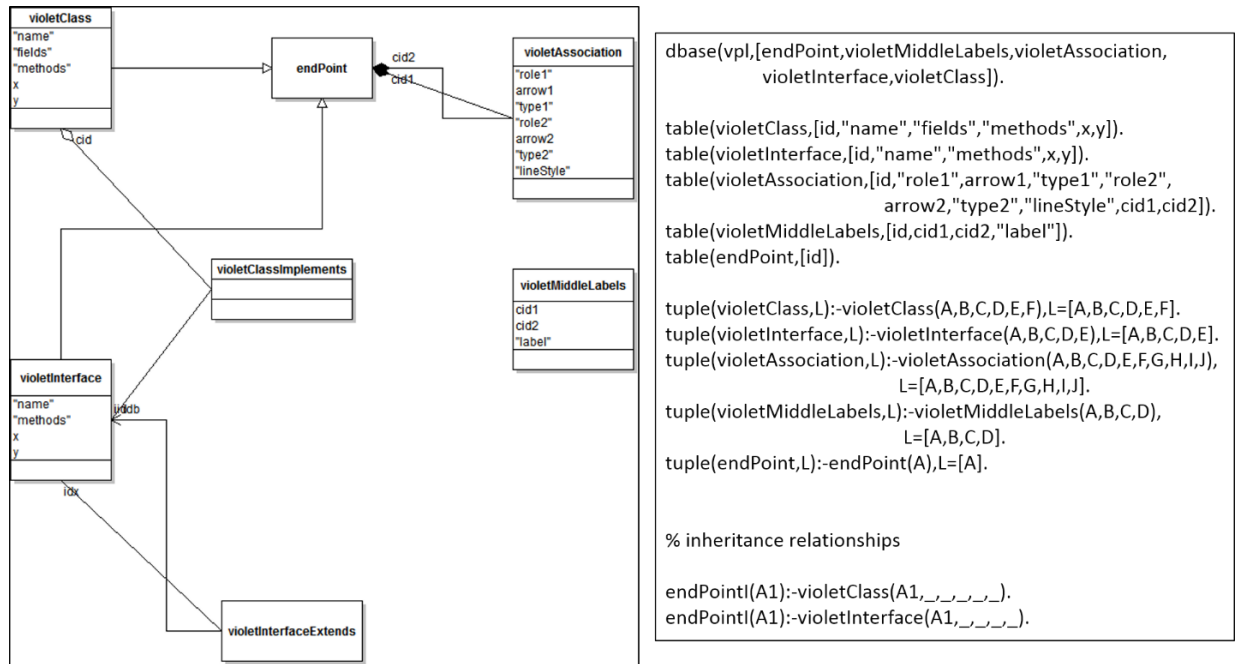 violetClass
"name"
"fields"
"methods"
x
y
cid
endPoint
cid2
cid1
violetAssociation
"role1"
arrow1
"type1"
"role2"
arrow2
"type2"
"lineStyle"
violetClassImplements
violetMiddleLabels
cid1
cid2
"label"
violetInterface
"name"
"methods"
x
y
idx
violetInterfaceExtends
dbase(vpl,[endPoint,violetMiddleLabels,violetAssociation,
violetInterface,violetClass]).
table(violetClass,[id,"name","fields","methods",x,y]).
table(violetInterface,[id,"name","methods",x,y]).
table(violetAssociation,[id,"role1",arrow1,"type1","role2",
arrow2,"type2","lineStyle",cid1,cid2]).
table(violetMiddleLabels,[id,cid1,cid2,"label"]).
table(endPoint,[id]).
tuple(violetClass,L):-violetClass(A,B,C,D,E,F),L=[A,B,C,D,E,F].
tuple(violetInterface,L):-violetInterface(A,B,C,D,E),L=[A,B,C,D,E].
tuple(violetAssociation,L):-violetAssociation(A,B,C,D,E,F,G,H,I,J),
L=[A,B,C,D,E,F,G,H,I,J].
tuple(violetMiddleLabels,L):-violetMiddleLabels(A,B,C,D),
L=[A,B,C,D].
tuple(endPoint,L):-endPoint(A),L=[A].
% inheritance relationships
endPointI(A1):-violetClass(A1,_,_,_,_,_).
endPointI(A1):-violetInterface(A1,_,_,_,_).